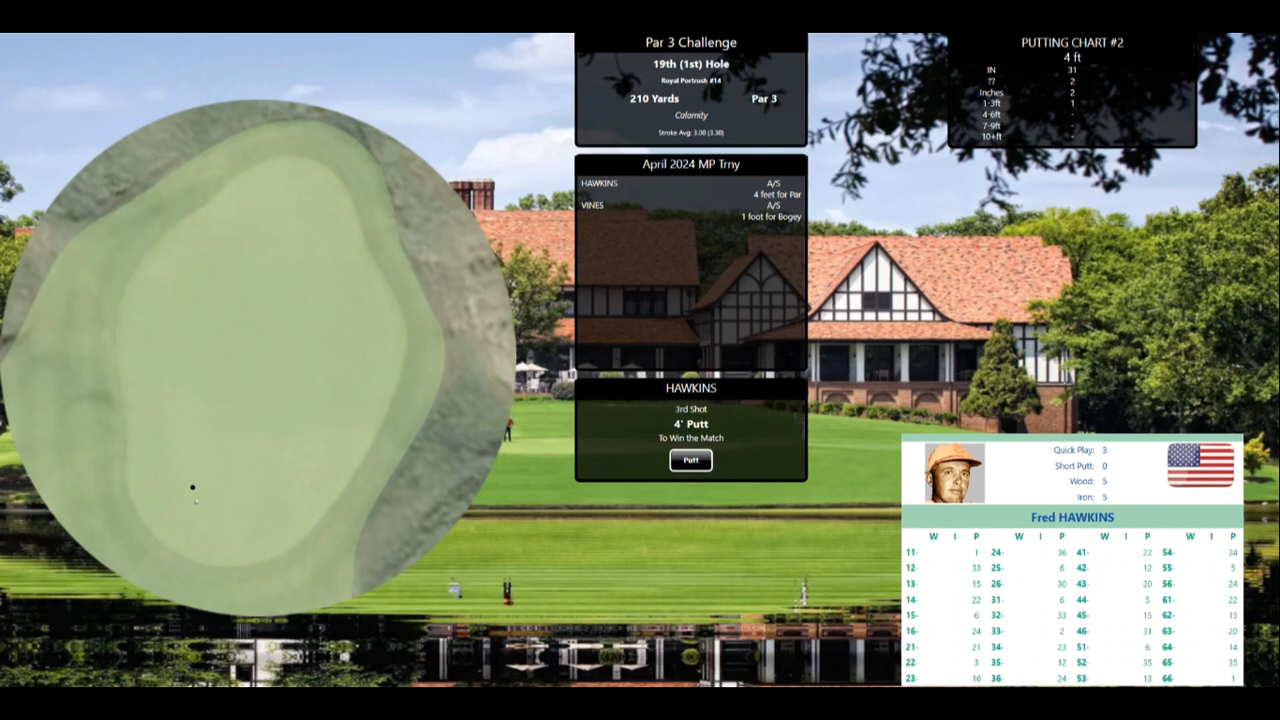 Par 3 Challenge
19th (1st) Hole
Royal Portrush #14
210 Yards Par 3
Calamity
Stroke Avg: 3.00 (3.30)
April 2024 MP Trny
HAWKINS A/S
4 feet for Par
VINES A/S
1 foot for Bogey
HAWKINS
3rd Shot
4' Putt
To Win the Match
Putt
PUTTING CHART #2
4 ft
IN 31
?? 2
Inches 2
1-3ft 1
4-6ft -
7-9ft -
10+ft -
Quick Play: 3
Short Putt: 0
Wood: 5
Iron: 5
Fred HAWKINS
W I P W I P W I P W I P
11- 1 24- 36 41- 22 54- 24
12- 33 25- 6 42- 12 55- 5
13- 15 26- 30 43- 20 56- 24
14- 22 31- 6 44- 5 61- 22
15- 6 32- 33 45- 15 62- 15
16- 24 33- 2 46- 31 63- 20
21- 21 34- 23 51- 6 64- 14
22- 3 35- 12 52- 35 65- 35
23- 16 36- 24 53- 13 66- 1